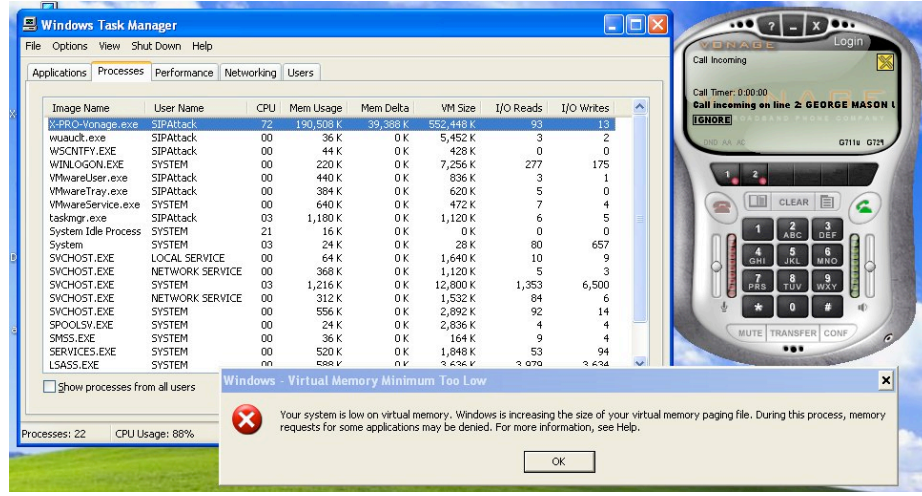 Windows Task Manager
File Options View Shut Down Help
Applications Processes Performance Networking Users
Image Name User Name CPU Mem Usage Mem Delta VM Size I/O Reads I/O Writes
X-PRO-Vonage.exe SIPAttack 72 190,508 K 39,388 K 552,448 K 93 13
wuauclt.exe SIPAttack 00 36 K 0 K 5,452 K 3 2
WSCNTFY.EXE SIPAttack 00 44 K 0 K 428 K 0 0
WINLOGON.EXE SYSTEM 00 220 K 0 K 7,256 K 277 175
VMwareUser.exe SIPAttack 00 440 K 0 K 836 K 3 1
VMwareTray.exe SIPAttack 00 384 K 0 K 620 K 5 0
VMwareService.exe SYSTEM 00 640 K 0 K 472 K 7 4
taskmgr.exe SIPAttack 03 1,180 K 0 K 1,120 K 6 5
System Idle Process SYSTEM 21 16 K 0 K 0 K 0 0
System SYSTEM 03 24 K 0 K 28 K 80 657
SVCHOST.EXE LOCAL SERVICE 00 64 K 0 K 1,640 K 10 9
SVCHOST.EXE NETWORK SERVICE 00 368 K 0 K 1,120 K 5 3
SVCHOST.EXE SYSTEM 03 1,216 K 0 K 12,800 K 1,353 6,500
SVCHOST.EXE NETWORK SERVICE 00 312 K 0 K 1,532 K 84 6
SVCHOST.EXE SYSTEM 00 556 K 0 K 2,892 K 92 14
SPOOLSV.EXE SYSTEM 00 24 K 0 K 2,836 K 4 4
SMSS.EXE SYSTEM 00 36 K 0 K 164 K 9 4
SERVICES.EXE SYSTEM 00 520 K 0 K 1,848 K 53 94
LSASS.EXE SYSTEM 00 588 K 0 K 3,636 K 3,979 3,634
Show processes from all users
Processes: 22 CPU Usage: 88%
? - X
VONAGE Login
Call Incoming
Call Timer: 0:00:00
Call incoming on line 2: GEORGE MASON U
IGNORE
BROADBAND PHONE COMPANY
DND AA AC G711u G729
1 2
CLEAR
1 2 ABC 3 DEF
4 GHI 5 JKL 6 MNO
7 PRS 8 TUV 9 WXY
* 0 #
MUTE TRANSFER CONF
Windows - Virtual Memory Minimum Too Low
Your system is low on virtual memory. Windows is increasing the size of your virtual memory paging file. During this process, memory
requests for some applications may be denied. For more information, see Help.
OK